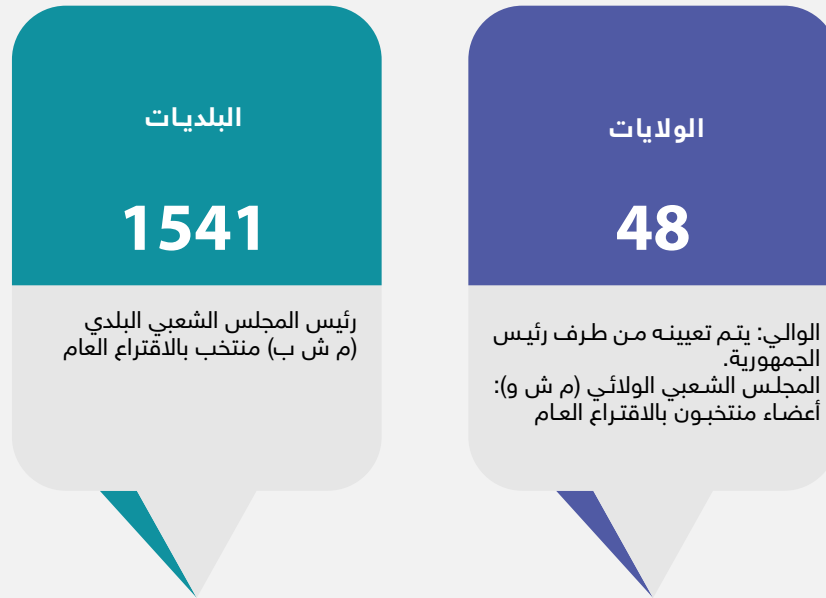 الولايات
48
الوالي: يتم تعيينه من طرف رئيس
الجمهورية.
المجلس الشعبي الولائي (م ش و):
أعضاء منتخبون بالاقتراع العام
البلديات
1541
رئيس المجلس الشعبي البلدي
(م ش ب) منتخب بالاقتراع العام